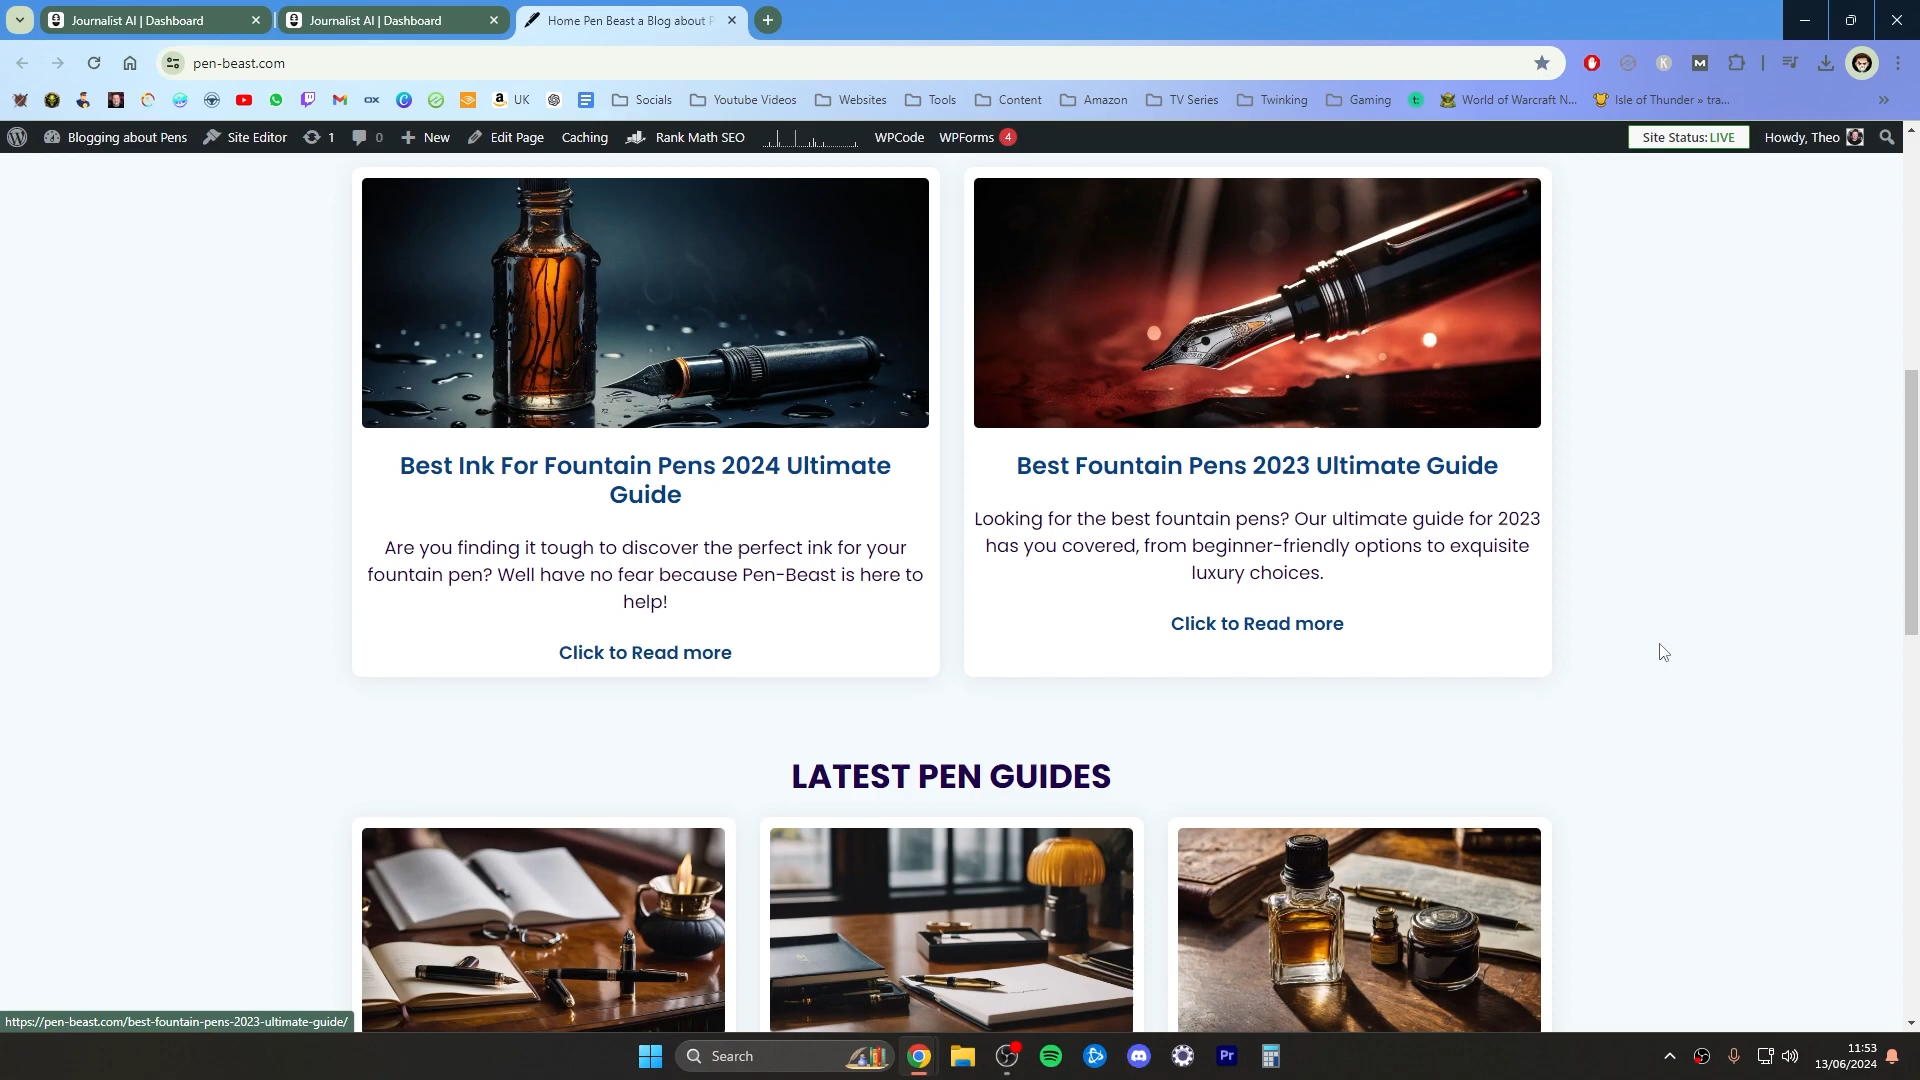 Journalist AI | Dashboard
Journalist AI | Dashboard
Home Pen Beast a Blog about P
pen-beast.com
UK
Socials
Youtube Videos
Websites
Tools
Content
Amazon
TV Series
Twinking
Gaming
World of Warcraft N...
Isle of Thunder » tra...
Blogging about Pens
Site Editor
1
0
New
Edit Page
Caching
Rank Math SEO
WPCode
WPForms 4
Site Status: LIVE
Howdy, Theo
Best Ink For Fountain Pens 2024 Ultimate
Guide
Are you finding it tough to discover the perfect ink for your
fountain pen? Well have no fear because Pen-Beast is here to
help!
Click to Read more
Best Fountain Pens 2023 Ultimate Guide
Looking for the best fountain pens? Our ultimate guide for 2023
has you covered, from beginner-friendly options to exquisite
luxury choices.
Click to Read more
LATEST PEN GUIDES
https://pen-beast.com/best-fountain-pens-2023-ultimate-guide/
Search
11:53
13/06/2024